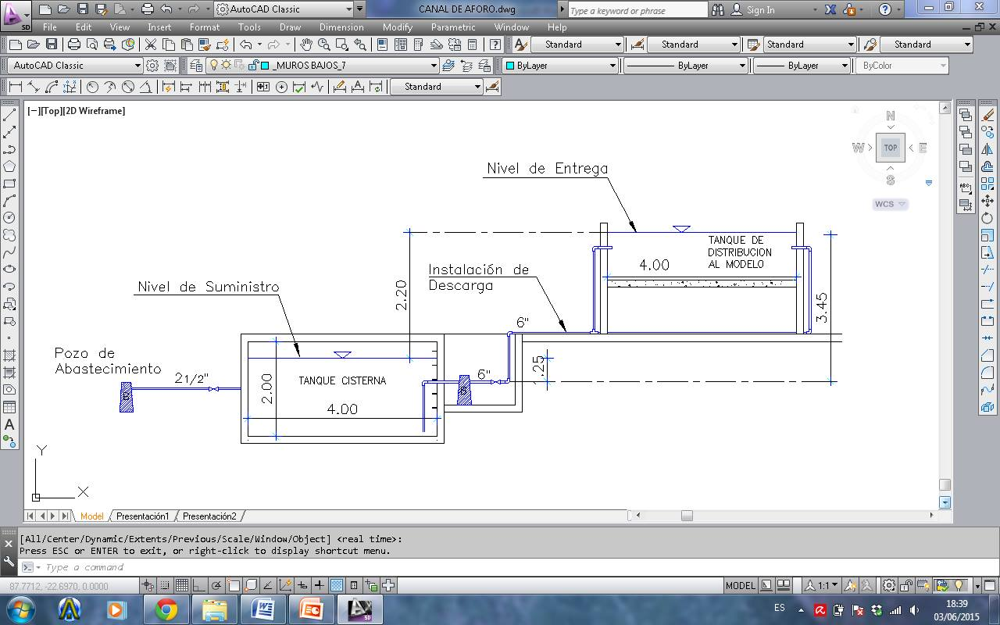 AutoCAD Classic
CANAL DE AFORO.dwg
Type a keyword or phrase
Sign In
File Edit View Insert Format Tools Draw Dimension Modify Parametric Window Help
Standard Standard Standard Standard
AutoCAD Classic
_MUROS BAJOS_7
ByLayer ByLayer ByLayer ByColor
Standard
[−][Top][2D Wireframe]
N
W TOP E
S
WCS
Nivel de Entrega
TANQUE DE
DISTRIBUCION
AL MODELO
4.00
Instalación de
Descarga
2.20
3.45
Nivel de Suministro
6"
Pozo de
Abastecimiento
2 1/2"
TANQUE CISTERNA
2.00
4.00
6"
.25
Y
X
Model Presentación1 Presentación2
[All/Center/Dynamic/Extents/Previous/Scale/Window/Object] <real time>:
Press ESC or ENTER to exit, or right-click to display shortcut menu.
Type a command
87.7712, -22.6970, 0.0000
MODEL
1:1
ES
18:39
03/06/2015